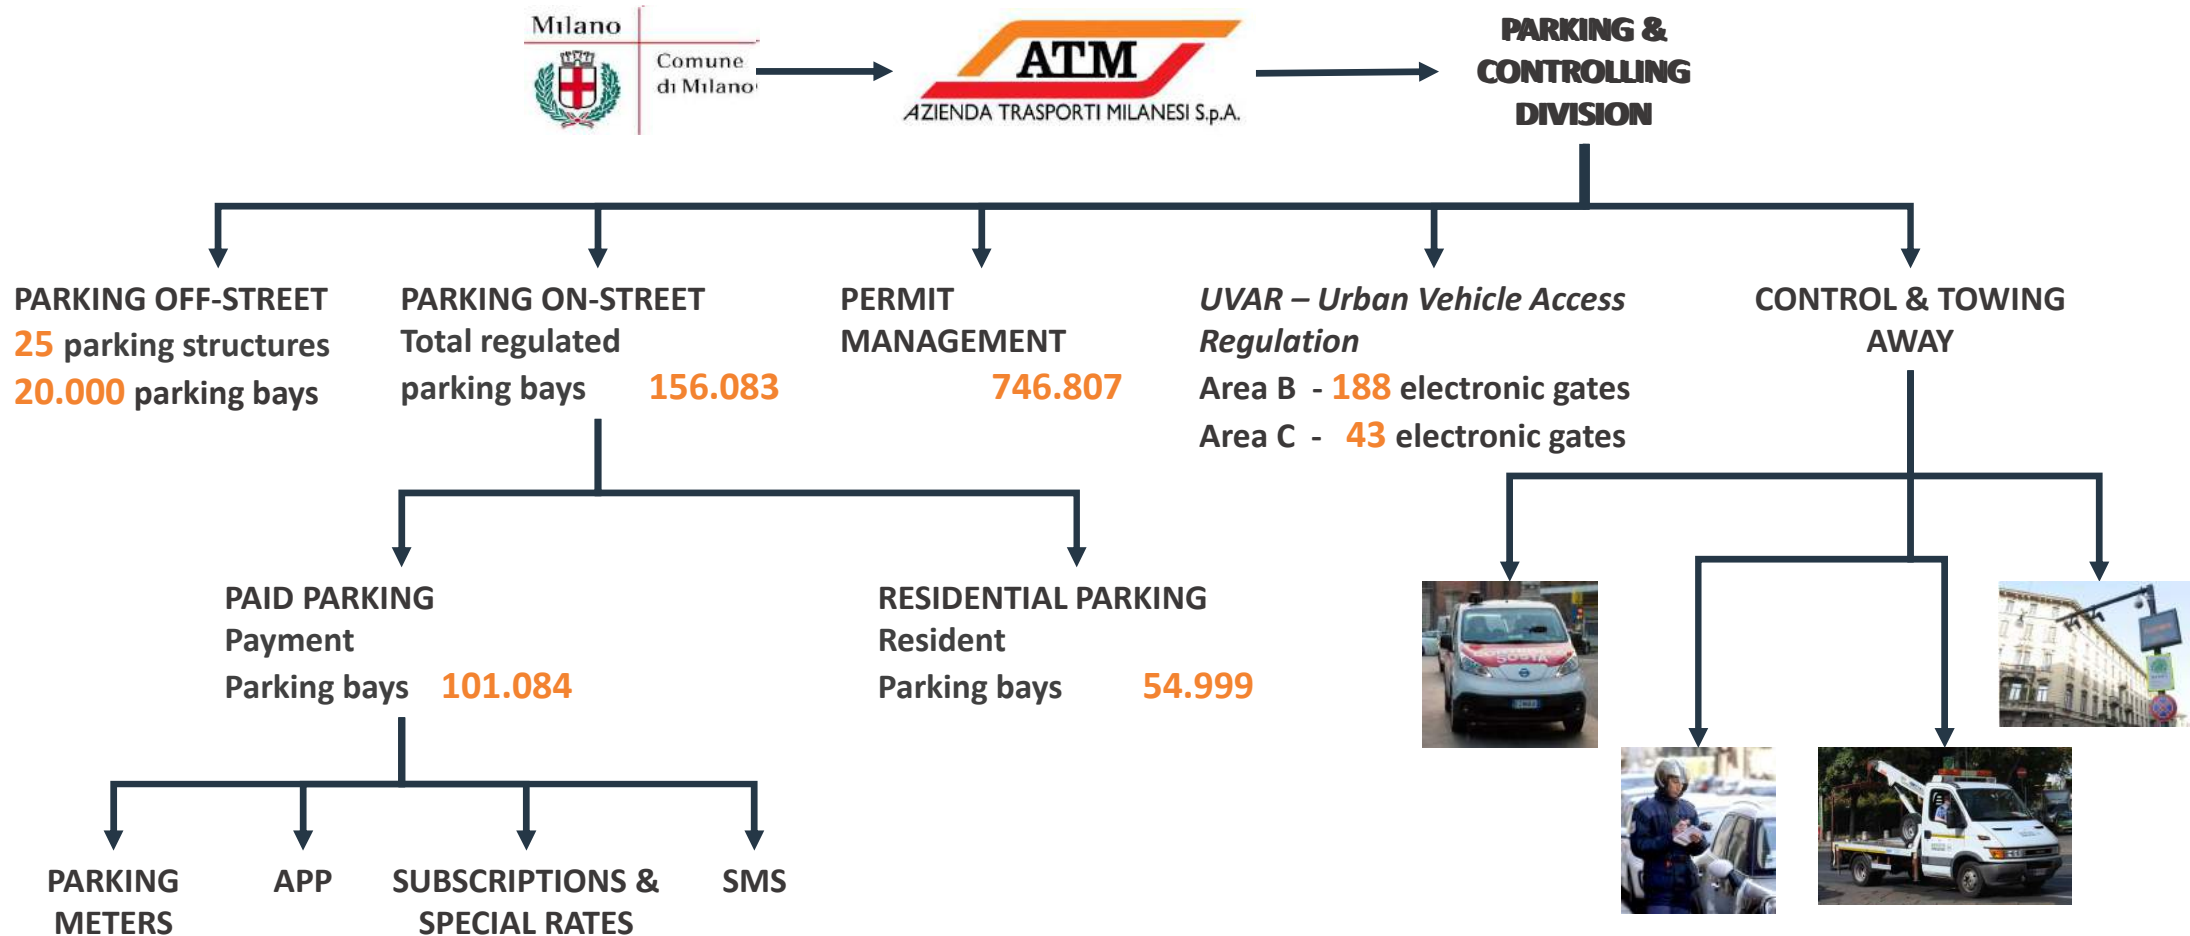 Milano
Comune
di Milano
ATM
AZIENDA TRASPORTI MILANESI S.p.A.
PARKING &
CONTROLLING
DIVISION
PARKING OFF-STREET
25 parking structures
20.000 parking bays
PARKING ON-STREET
Total regulated
parking bays 156.083
PERMIT
MANAGEMENT
746.807
UVAR – Urban Vehicle Access
Regulation
Area B - 188 electronic gates
Area C - 43 electronic gates
CONTROL & TOWING
AWAY
PAID PARKING
Payment
Parking bays 101.084
RESIDENTIAL PARKING
Resident
Parking bays 54.999
SOSTA
PARKING
METERS
APP
SUBSCRIPTIONS &
SPECIAL RATES
SMS